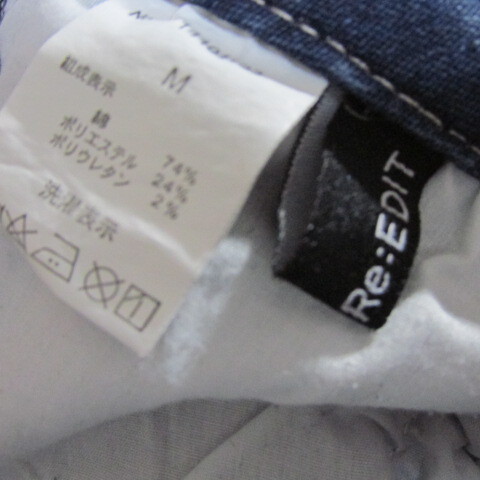 M
組成表示
綿 74%
ポリエステル 24%
ポリウレタン 2%
洗濯表示
Re:EDIT